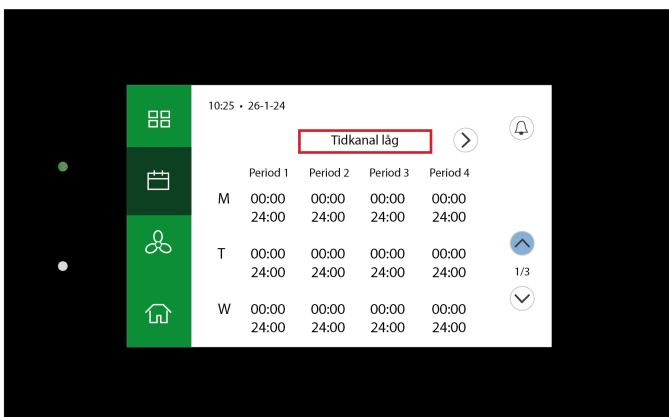 10:25 • 26-1-24
Tidkanal låg
Period 1 Period 2 Period 3 Period 4
M 00:00 00:00 00:00 00:00
24:00 24:00 24:00 24:00
T 00:00 00:00 00:00 00:00
24:00 24:00 24:00 24:00
1/3
W 00:00 00:00 00:00 00:00
24:00 24:00 24:00 24:00